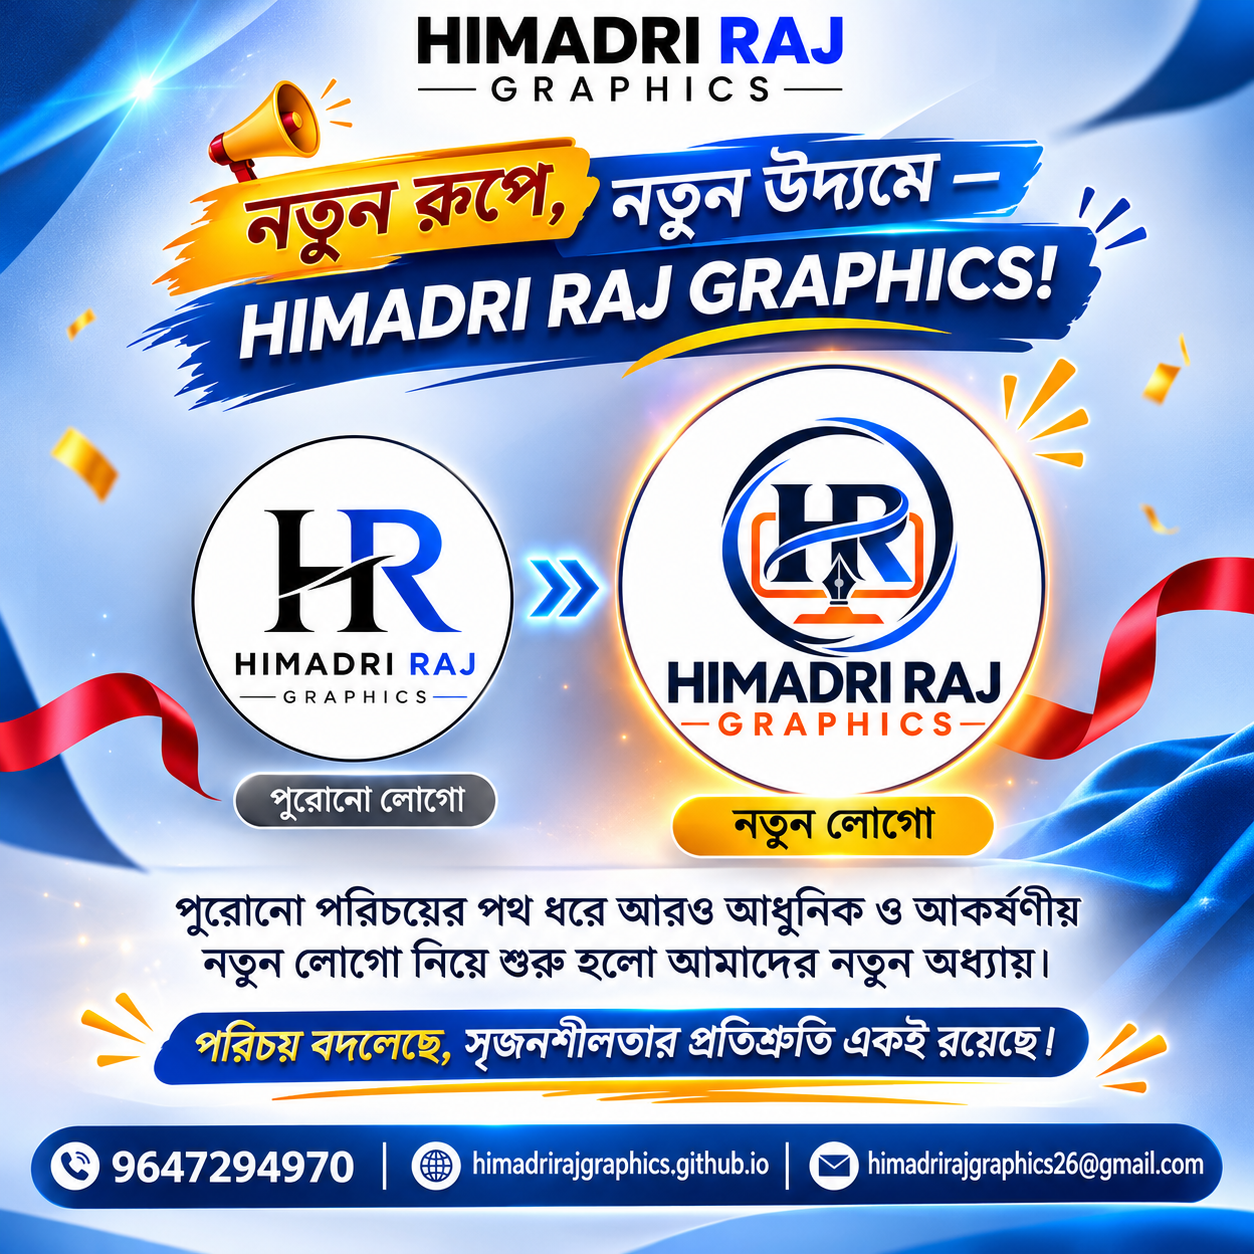 HIMADRI RAJ
GRAPHICS
নতুন রূপে, নতুন উদ্যমে –
HIMADRI RAJ GRAPHICS!
HR
HIMADRI RAJ
GRAPHICS
পুরোনো লোগো
HR
HIMADRI RAJ
GRAPHICS
নতুন লোগো
পুরোনো পরিচয়ের পথ ধরে আরও আধুনিক ও আকর্ষণীয়
নতুন লোগো নিয়ে শুরু হলো আমাদের নতুন অধ্যায়।
পরিচয় বদলেছে, সৃজনশীলতার প্রতিশ্রুতি একই রয়েছে!
9647294970 | himadrirajgraphics.github.io | himadrirajgraphics26@gmail.com